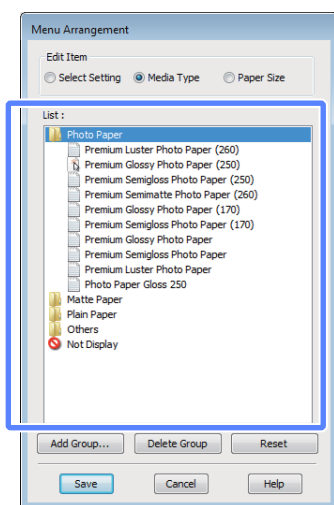 Menu Arrangement
Edit Item
Select Setting Media Type Paper Size
List :
Photo Paper
Premium Luster Photo Paper (260)
Premium Glossy Photo Paper (250)
Premium Semigloss Photo Paper (250)
Premium Semimatte Photo Paper (260)
Premium Glossy Photo Paper (170)
Premium Semigloss Photo Paper (170)
Premium Glossy Photo Paper
Premium Semigloss Photo Paper
Premium Luster Photo Paper
Photo Paper Gloss 250
Matte Paper
Plain Paper
Others
Not Display
Add Group... Delete Group Reset
Save Cancel Help